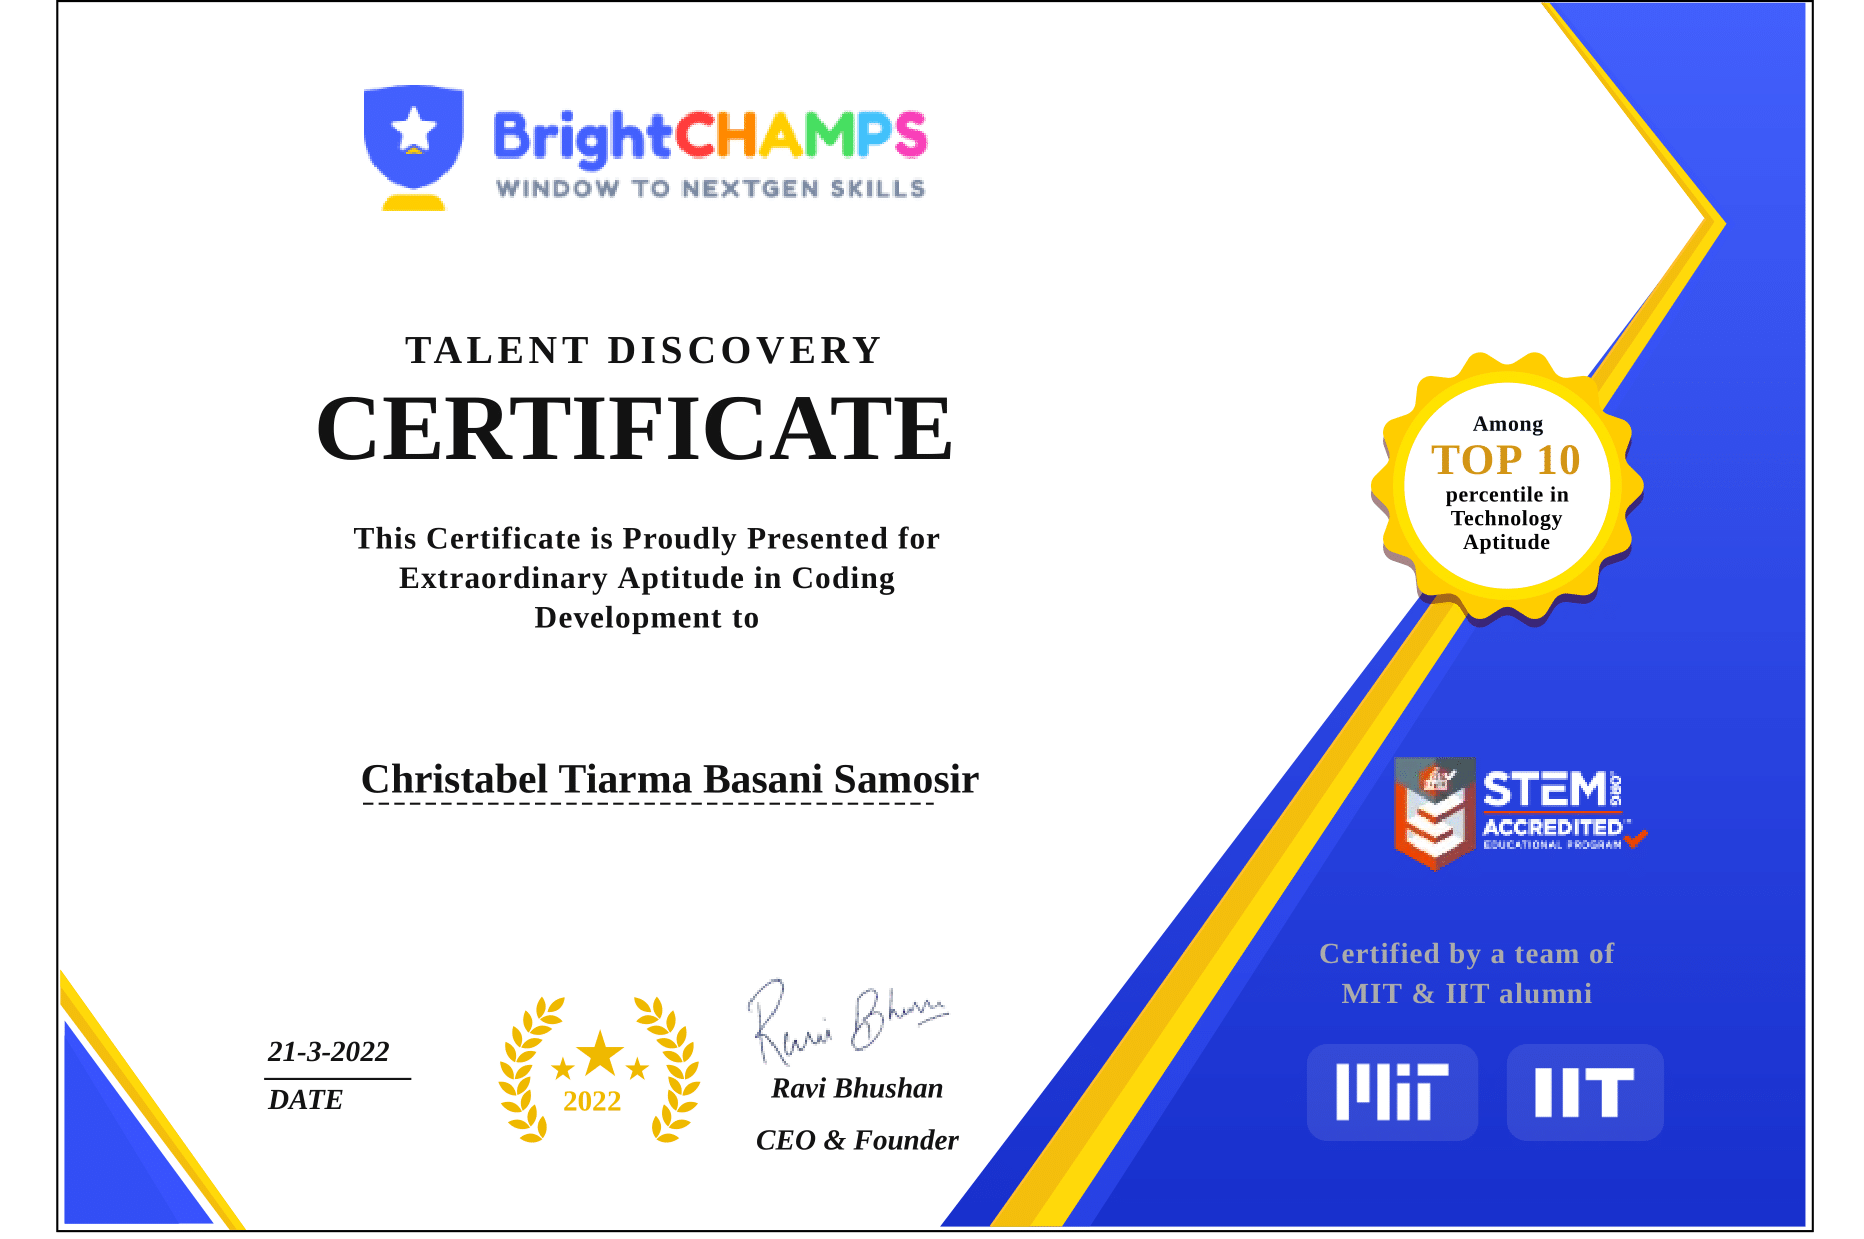 BrightCHAMPS
WINDOW TO NEXTGEN SKILLS
TALENT DISCOVERY
CERTIFICATE
This Certificate is Proudly Presented for
Extraordinary Aptitude in Coding
Development to
Christabel Tiarma Basani Samosir
21-3-2022
DATE
2022
Ravi Bhushan
Ravi Bhushan
CEO & Founder
Among
TOP 10
percentile in
Technology
Aptitude
STEM.ORG
ACCREDITED™
EDUCATIONAL PROGRAM
Certified by a team of
MIT & IIT alumni
MIT
IIT